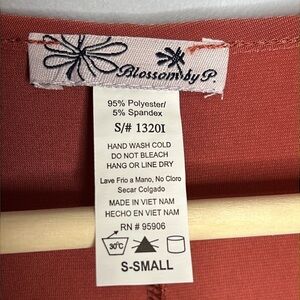 Blossom by P.
95% Polyester/
5% Spandex
S/# 1320I
HAND WASH COLD
DO NOT BLEACH
HANG OR LINE DRY
Lave Frio a Mano, No Cloro
Secar Colgado
MADE IN VIET NAM
HECHO EN VIET NAM
RN # 95906
30°C
S-SMALL